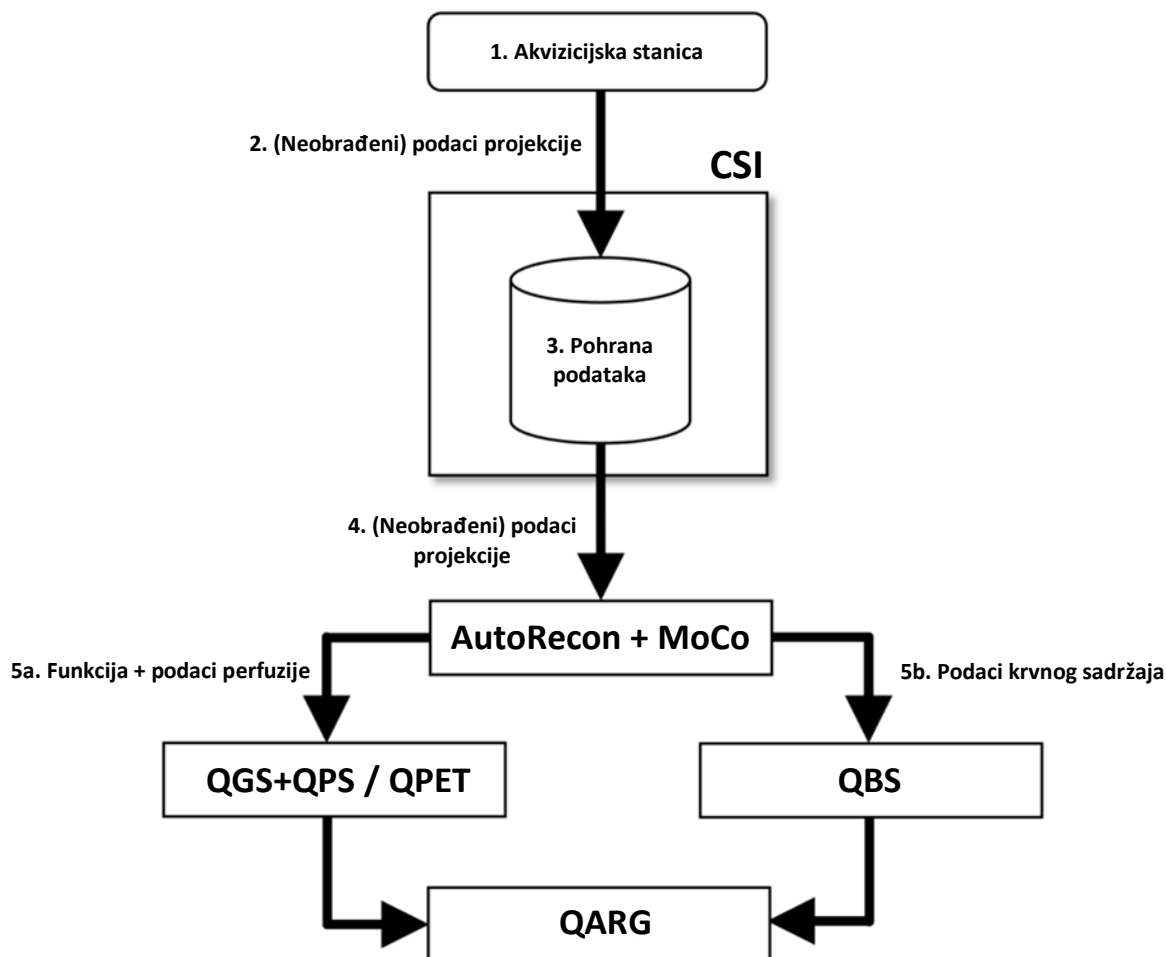 1. Akvizicijska stanica
2. (Neobrađeni) podaci projekcije
CSI
3. Pohrana
podataka
4. (Neobrađeni) podaci
projekcije
AutoRecon + MoCo
5a. Funkcija + podaci perfuzije
5b. Podaci krvnog sadržaja
QGS+QPS / QPET
QBS
QARG